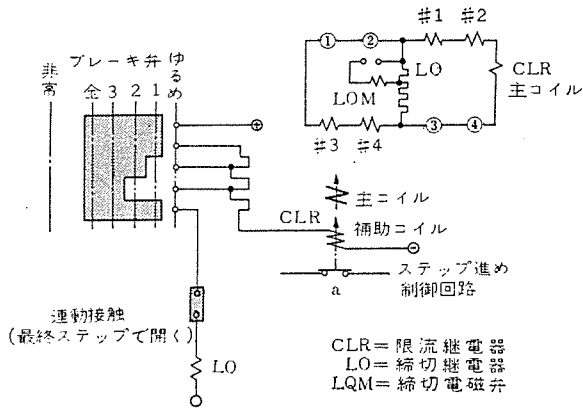 #1 #2
① ②
LO
LOM
CLR
主コイル
③ ④
#3 #4
非常
ブレーキ弁
ゆるめ
全 3 2 1
⊕
主コイル
CLR
補助コイル
⊖
a
ステップ進め
制御回路
連動接触
(最終ステップで開く)
LO
CLR=限流継電器
LO=締切継電器
LQM=締切電磁弁